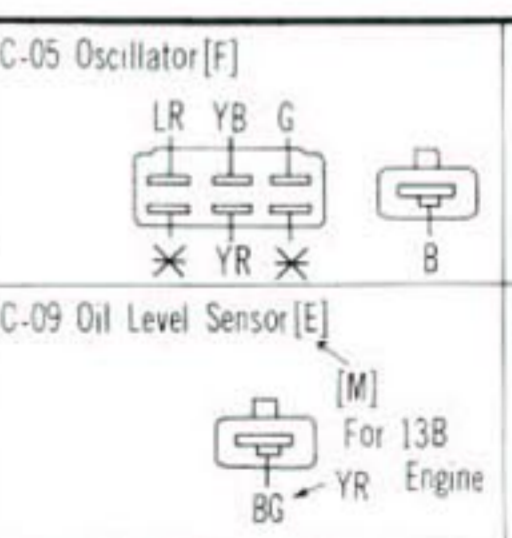 C-05 Oscillator[F]
LR YB G
YR
B
C-09 Oil Level Sensor[E]
[M]
For 13B
Engine
YR
BG